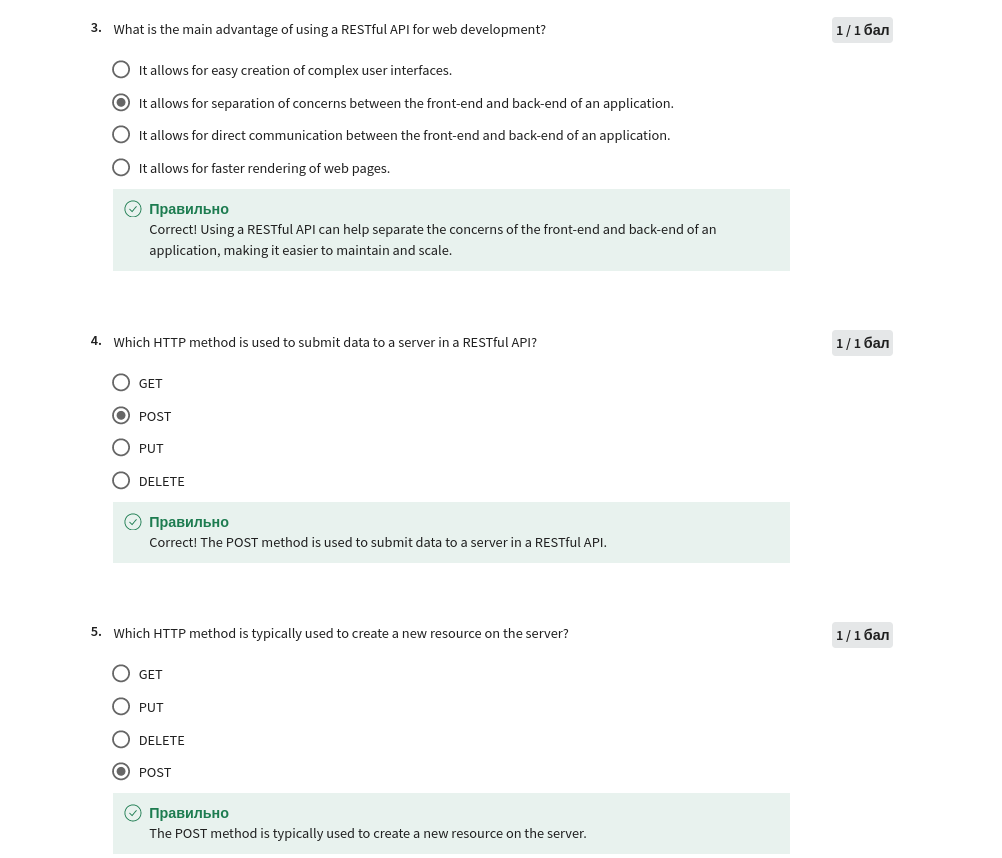 3. What is the main advantage of using a RESTful API for web development?
1 / 1 бал
It allows for easy creation of complex user interfaces.
It allows for separation of concerns between the front-end and back-end of an application.
It allows for direct communication between the front-end and back-end of an application.
It allows for faster rendering of web pages.
Правильно
Correct! Using a RESTful API can help separate the concerns of the front-end and back-end of an
application, making it easier to maintain and scale.
4. Which HTTP method is used to submit data to a server in a RESTful API?
1 / 1 бал
GET
POST
PUT
DELETE
Правильно
Correct! The POST method is used to submit data to a server in a RESTful API.
5. Which HTTP method is typically used to create a new resource on the server?
1 / 1 бал
GET
PUT
DELETE
POST
Правильно
The POST method is typically used to create a new resource on the server.